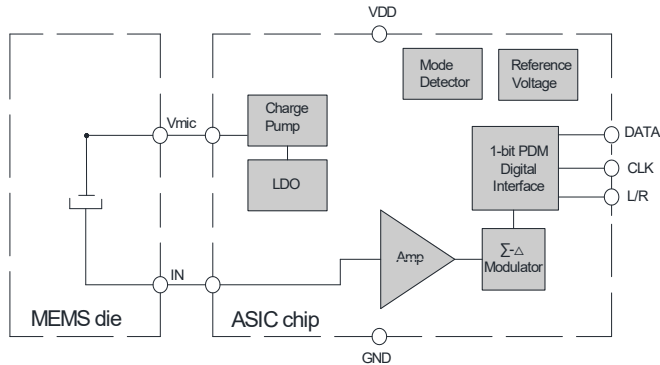 VDD
Mode
Detector
Reference
Voltage
Vmic
Charge
Pump
LDO
1-bit PDM
Digital
Interface
DATA
CLK
L/R
Amp
∑-△
Modulator
IN
MEMS die
ASIC chip
GND